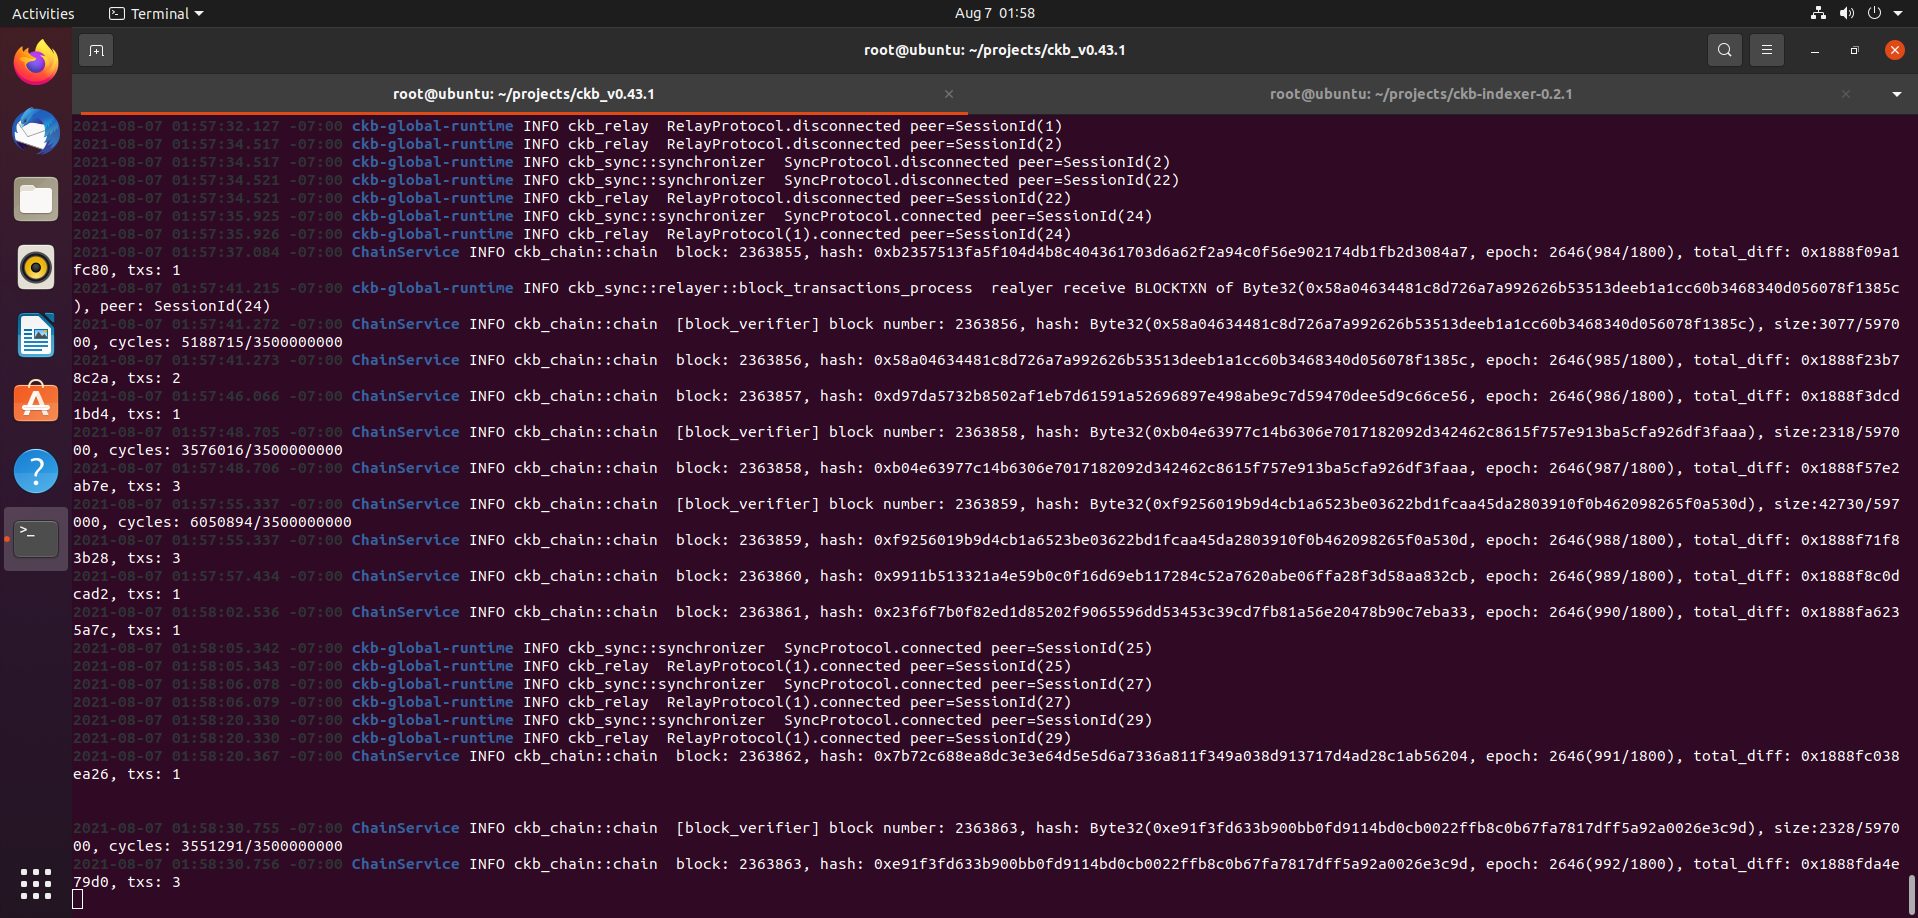 Activities
Terminal
Aug 7 01:58
root@ubuntu: ~/projects/ckb_v0.43.1
root@ubuntu: ~/projects/ckb_v0.43.1
root@ubuntu: ~/projects/ckb-indexer-0.2.1
2021-08-07 01:57:32.127 -07:00 ckb-global-runtime INFO ckb_relay  RelayProtocol.disconnected peer=SessionId(1)
2021-08-07 01:57:34.517 -07:00 ckb-global-runtime INFO ckb_relay  RelayProtocol.disconnected peer=SessionId(2)
2021-08-07 01:57:34.517 -07:00 ckb-global-runtime INFO ckb_sync::synchronizer  SyncProtocol.disconnected peer=SessionId(2)
2021-08-07 01:57:34.521 -07:00 ckb-global-runtime INFO ckb_sync::synchronizer  SyncProtocol.disconnected peer=SessionId(22)
2021-08-07 01:57:34.521 -07:00 ckb-global-runtime INFO ckb_relay  RelayProtocol.disconnected peer=SessionId(22)
2021-08-07 01:57:35.925 -07:00 ckb-global-runtime INFO ckb_sync::synchronizer  SyncProtocol.connected peer=SessionId(24)
2021-08-07 01:57:35.926 -07:00 ckb-global-runtime INFO ckb_relay  RelayProtocol(1).connected peer=SessionId(24)
2021-08-07 01:57:37.084 -07:00 ChainService INFO ckb_chain::chain  block: 2363855, hash: 0xb2357513fa5f104d4b8c404361703d6a62f2a94c0f56e902174db1fb2d3084a7, epoch: 2646(984/1800), total_diff: 0x1888f09a1
fc80, txs: 1
2021-08-07 01:57:41.215 -07:00 ckb-global-runtime INFO ckb_sync::relayer::block_transactions_process  realyer receive BLOCKTXN of Byte32(0x58a04634481c8d726a7a992626b53513deeb1a1cc60b3468340d056078f1385c
), peer: SessionId(24)
2021-08-07 01:57:41.272 -07:00 ChainService INFO ckb_chain::chain  [block_verifier] block number: 2363856, hash: Byte32(0x58a04634481c8d726a7a992626b53513deeb1a1cc60b3468340d056078f1385c), size:3077/5970
00, cycles: 5188715/3500000000
2021-08-07 01:57:41.273 -07:00 ChainService INFO ckb_chain::chain  block: 2363856, hash: 0x58a04634481c8d726a7a992626b53513deeb1a1cc60b3468340d056078f1385c, epoch: 2646(985/1800), total_diff: 0x1888f23b7
8c2a, txs: 2
2021-08-07 01:57:46.066 -07:00 ChainService INFO ckb_chain::chain  block: 2363857, hash: 0xd97da5732b8502af1eb7d61591a52696897e498abe9c7d59470dee5d9c66ce56, epoch: 2646(986/1800), total_diff: 0x1888f3dcd
1bd4, txs: 1
2021-08-07 01:57:48.705 -07:00 ChainService INFO ckb_chain::chain  [block_verifier] block number: 2363858, hash: Byte32(0xb04e63977c14b6306e7017182092d342462c8615f757e913ba5cfa926df3faaa), size:2318/5970
00, cycles: 3576016/3500000000
2021-08-07 01:57:48.706 -07:00 ChainService INFO ckb_chain::chain  block: 2363858, hash: 0xb04e63977c14b6306e7017182092d342462c8615f757e913ba5cfa926df3faaa, epoch: 2646(987/1800), total_diff: 0x1888f57e2
ab7e, txs: 3
2021-08-07 01:57:55.337 -07:00 ChainService INFO ckb_chain::chain  [block_verifier] block number: 2363859, hash: Byte32(0xf9256019b9d4cb1a6523be03622bd1fcaa45da2803910f0b462098265f0a530d), size:42730/597
000, cycles: 6050894/3500000000
2021-08-07 01:57:55.337 -07:00 ChainService INFO ckb_chain::chain  block: 2363859, hash: 0xf9256019b9d4cb1a6523be03622bd1fcaa45da2803910f0b462098265f0a530d, epoch: 2646(988/1800), total_diff: 0x1888f71f8
3b28, txs: 3
2021-08-07 01:57:57.434 -07:00 ChainService INFO ckb_chain::chain  block: 2363860, hash: 0x9911b513321a4e59b0c0f16d69eb117284c52a7620abe06ffa28f3d58aa832cb, epoch: 2646(989/1800), total_diff: 0x1888f8c0d
cad2, txs: 1
2021-08-07 01:58:02.536 -07:00 ChainService INFO ckb_chain::chain  block: 2363861, hash: 0x23f6f7b0f82ed1d85202f9065596dd53453c39cd7fb81a56e20478b90c7eba33, epoch: 2646(990/1800), total_diff: 0x1888fa623
5a7c, txs: 1
2021-08-07 01:58:05.342 -07:00 ckb-global-runtime INFO ckb_sync::synchronizer  SyncProtocol.connected peer=SessionId(25)
2021-08-07 01:58:05.343 -07:00 ckb-global-runtime INFO ckb_relay  RelayProtocol(1).connected peer=SessionId(25)
2021-08-07 01:58:06.078 -07:00 ckb-global-runtime INFO ckb_sync::synchronizer  SyncProtocol.connected peer=SessionId(27)
2021-08-07 01:58:06.079 -07:00 ckb-global-runtime INFO ckb_relay  RelayProtocol(1).connected peer=SessionId(27)
2021-08-07 01:58:20.330 -07:00 ckb-global-runtime INFO ckb_sync::synchronizer  SyncProtocol.connected peer=SessionId(29)
2021-08-07 01:58:20.330 -07:00 ckb-global-runtime INFO ckb_relay  RelayProtocol(1).connected peer=SessionId(29)
2021-08-07 01:58:20.367 -07:00 ChainService INFO ckb_chain::chain  block: 2363862, hash: 0x7b72c688ea8dc3e3e64d5e5d6a7336a811f349a038d913717d4ad28c1ab56204, epoch: 2646(991/1800), total_diff: 0x1888fc038
ea26, txs: 1
2021-08-07 01:58:30.755 -07:00 ChainService INFO ckb_chain::chain  [block_verifier] block number: 2363863, hash: Byte32(0xe91f3fd633b900bb0fd9114bd0cb0022ffb8c0b67fa7817dff5a92a0026e3c9d), size:2328/5970
00, cycles: 3551291/3500000000
2021-08-07 01:58:30.756 -07:00 ChainService INFO ckb_chain::chain  block: 2363863, hash: 0xe91f3fd633b900bb0fd9114bd0cb0022ffb8c0b67fa7817dff5a92a0026e3c9d, epoch: 2646(992/1800), total_diff: 0x1888fda4e
79d0, txs: 3